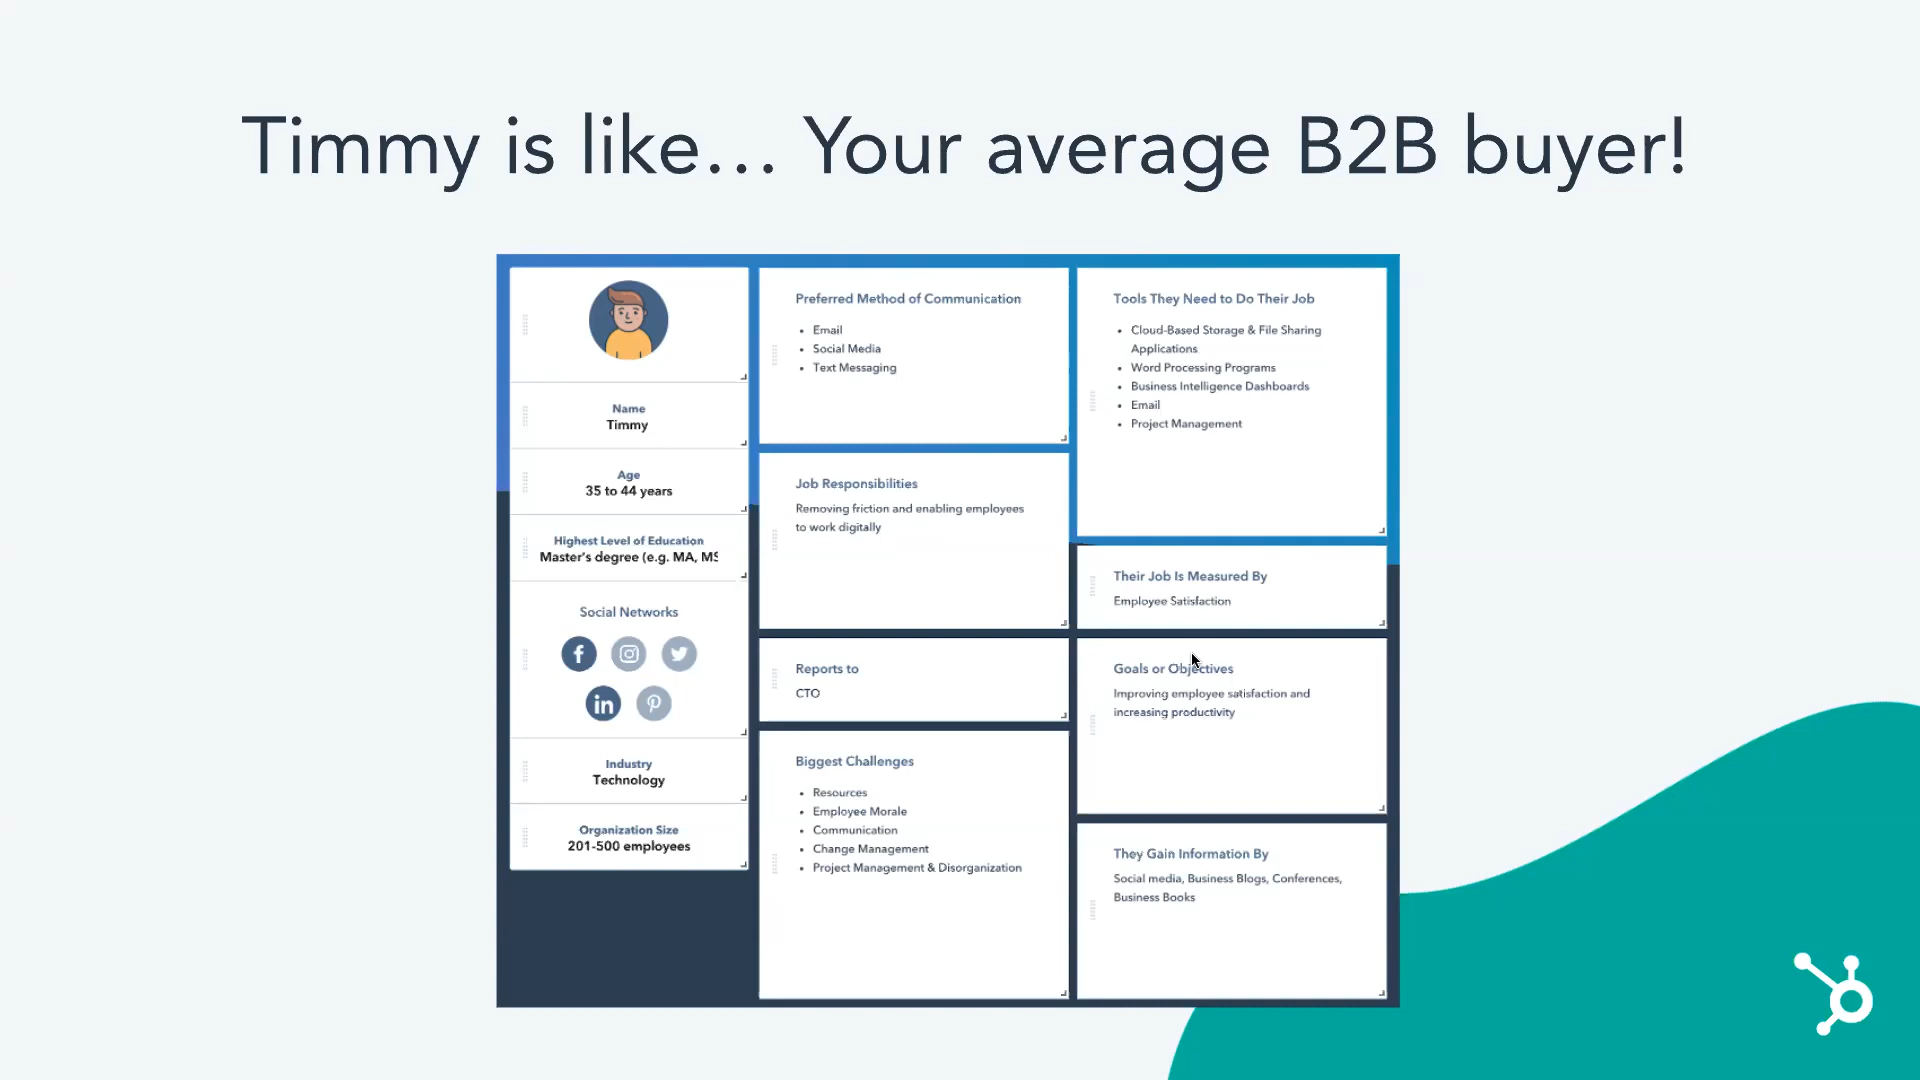 Timmy is like... Your average B2B buyer!
Name
Timmy
Age
35 to 44 years
Highest Level of Education
Master's degree (e.g. MA, MS
Social Networks
Industry
Technology
Organization Size
201-500 employees
Preferred Method of Communication
• Email
• Social Media
• Text Messaging
Job Responsibilities
Removing friction and enabling employees
to work digitally
Reports to
CTO
Biggest Challenges
• Resources
• Employee Morale
• Communication
• Change Management
• Project Management & Disorganization
Tools They Need to Do Their Job
• Cloud-Based Storage & File Sharing
Applications
• Word Processing Programs
• Business Intelligence Dashboards
• Email
• Project Management
Their Job Is Measured By
Employee Satisfaction
Goals or Objectives
Improving employee satisfaction and
increasing productivity
They Gain Information By
Social media, Business Blogs, Conferences,
Business Books